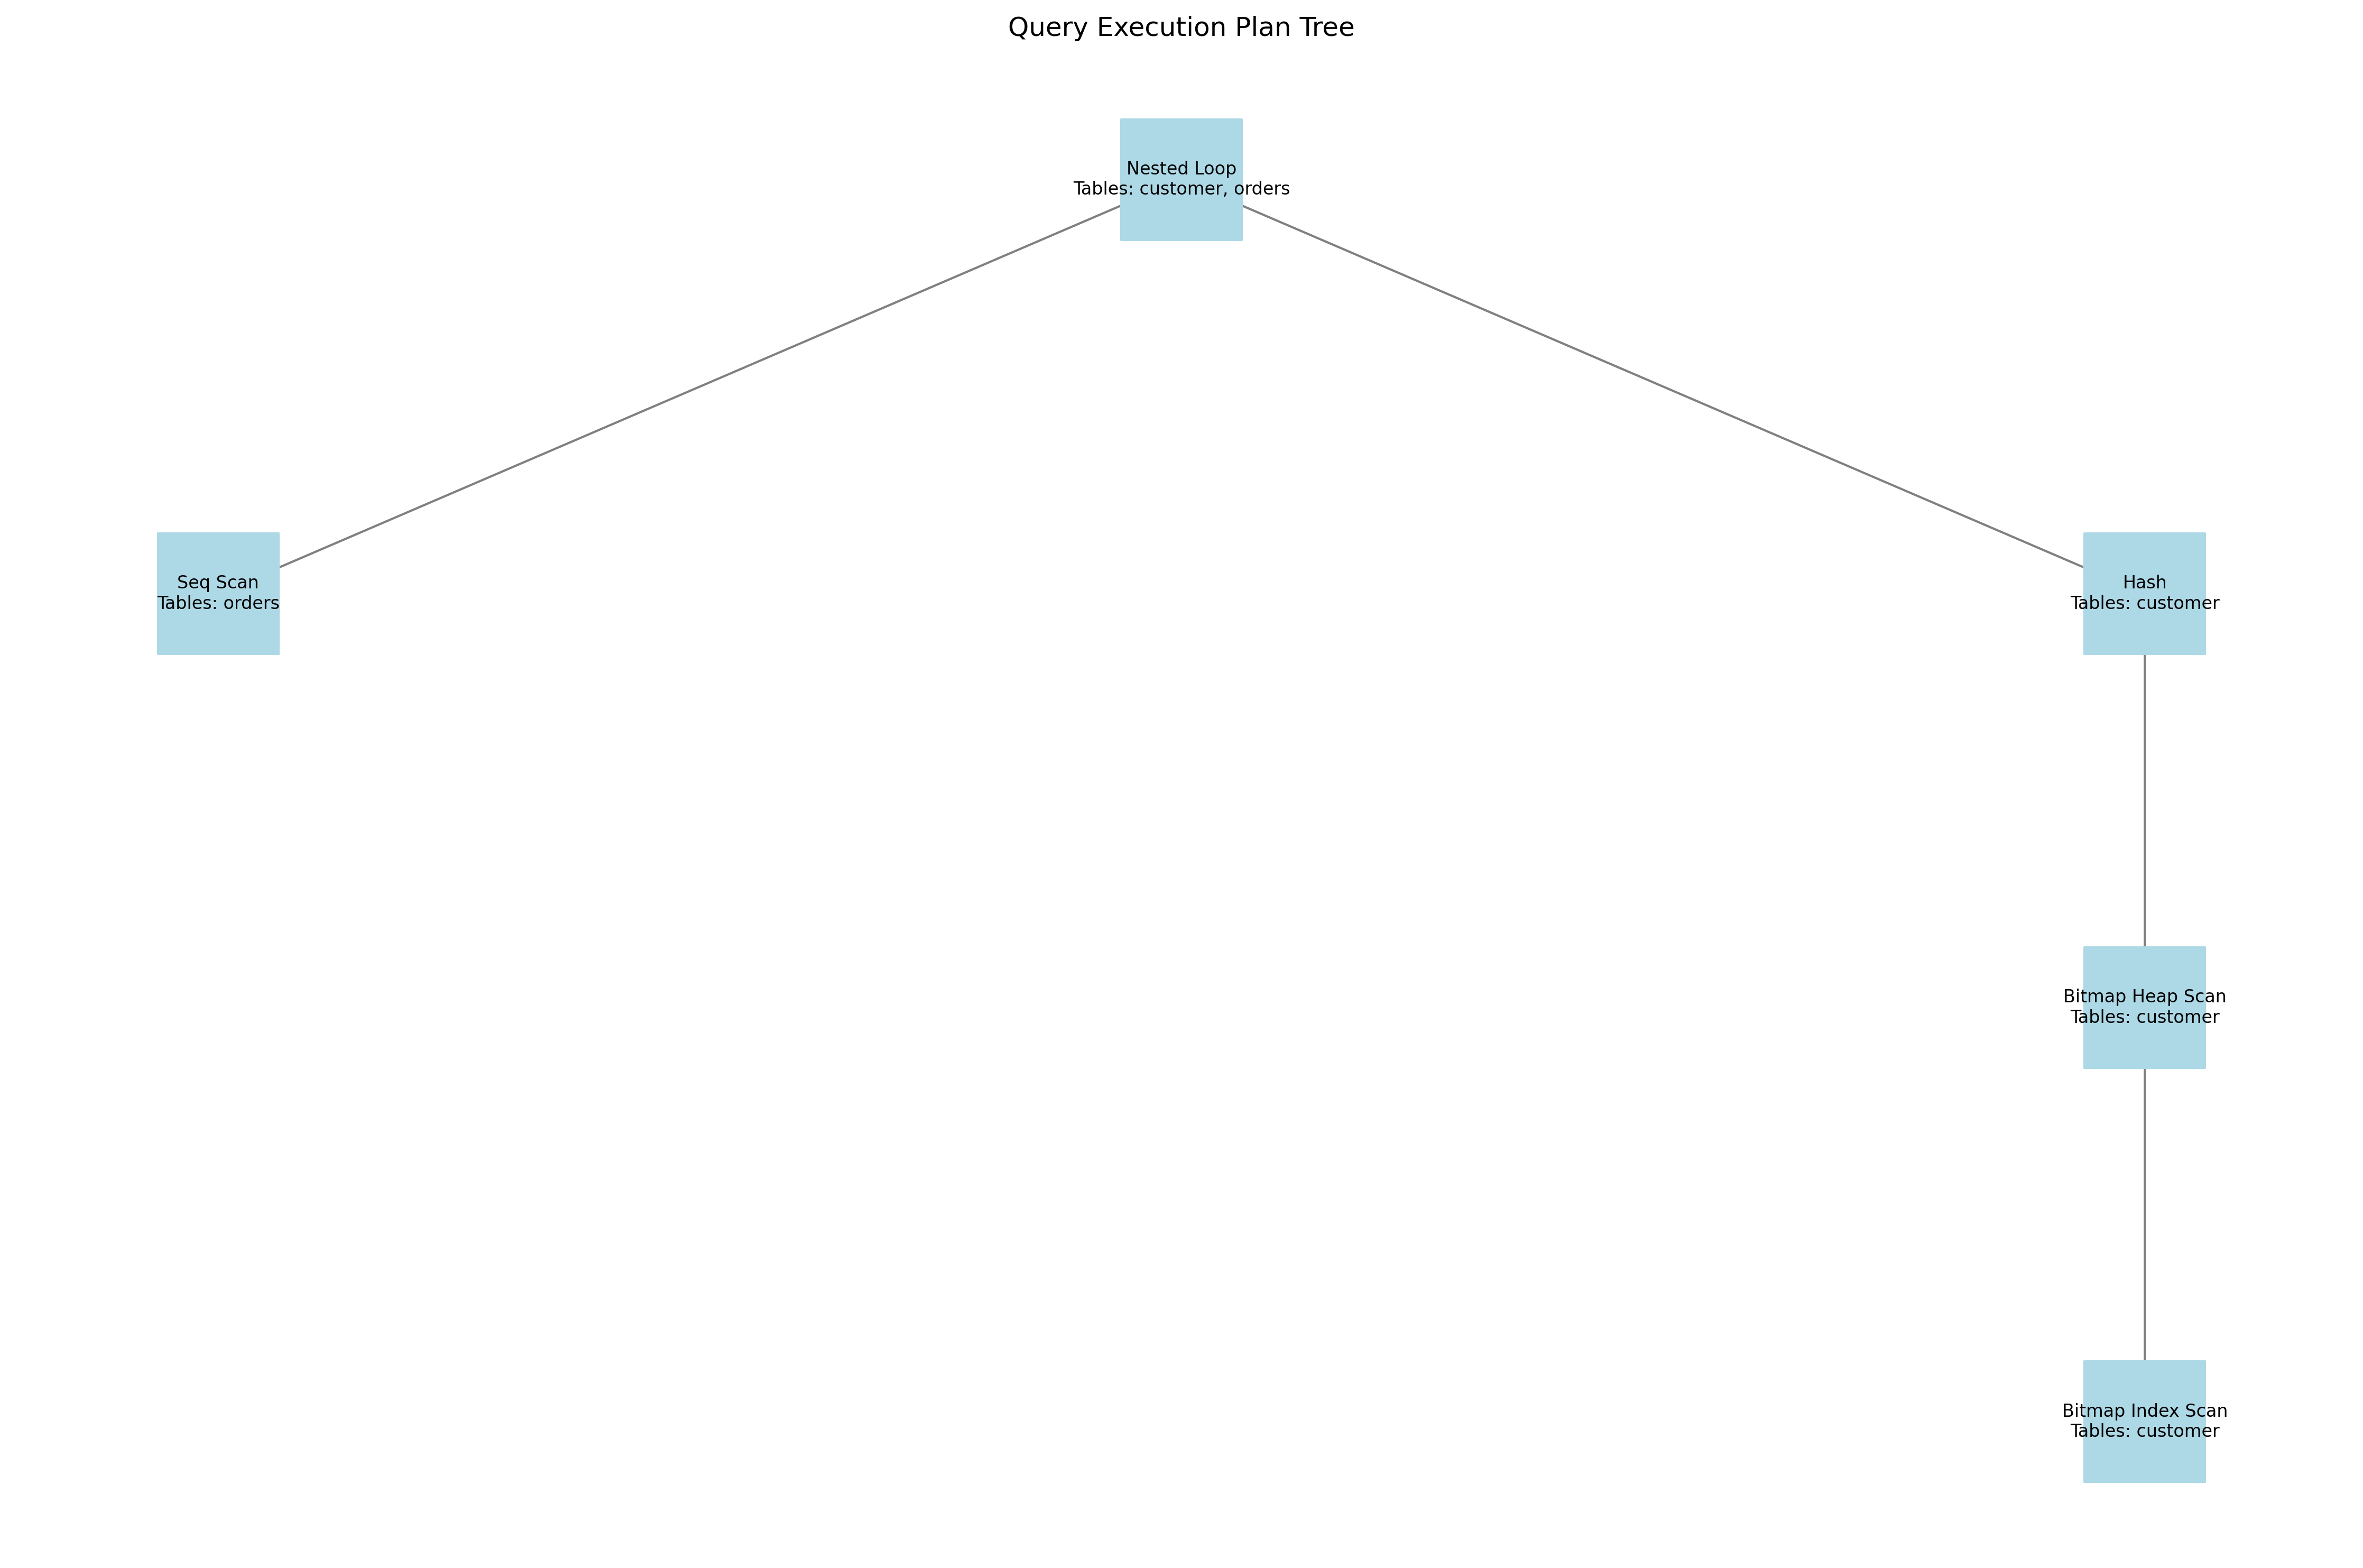 Query Execution Plan Tree
Nested Loop
Tables: customer, orders
Seq Scan
Tables: orders
Hash
Tables: customer
Bitmap Heap Scan
Tables: customer
Bitmap Index Scan
Tables: customer